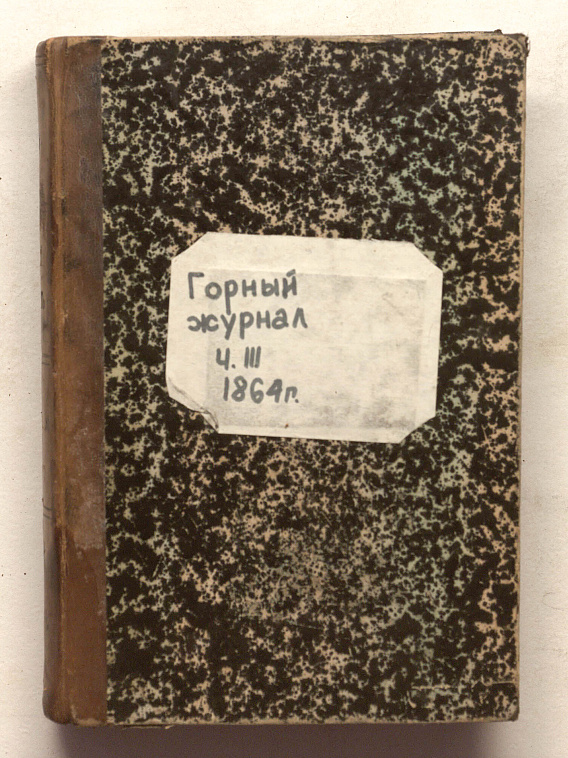 Горный
журнал
ч. III
1864г.